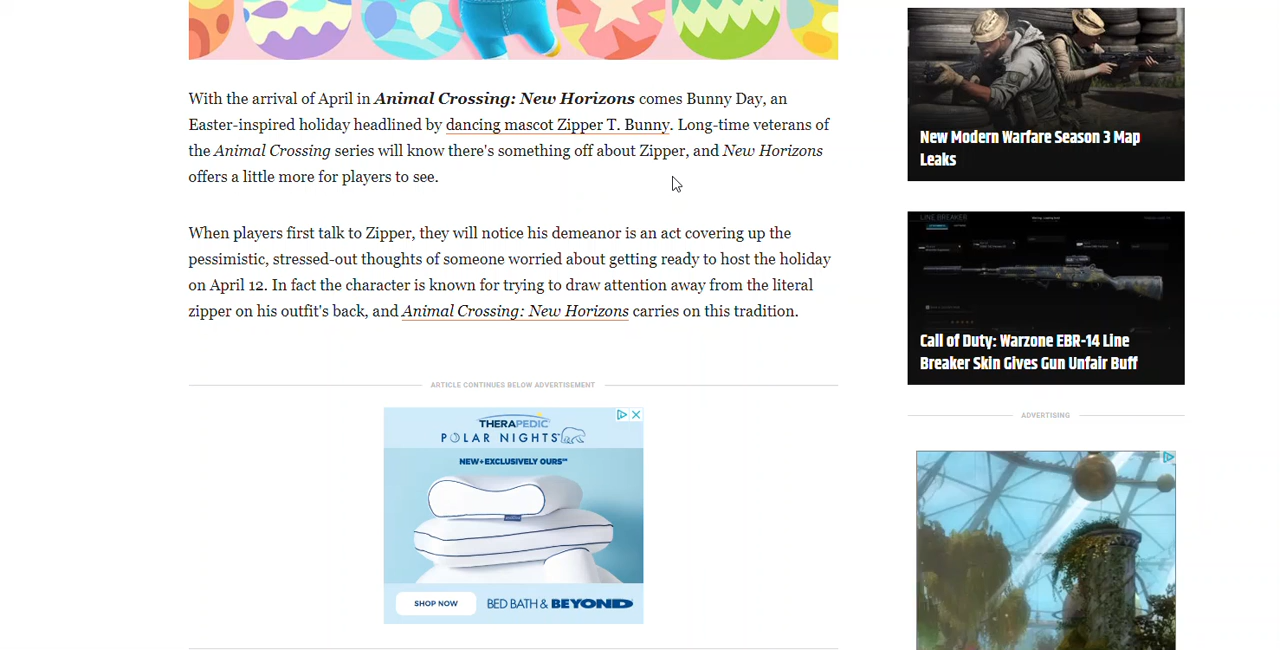 With the arrival of April in Animal Crossing: New Horizons comes Bunny Day, an
Easter-inspired holiday headlined by dancing mascot Zipper T. Bunny. Long-time veterans of
the Animal Crossing series will know there's something off about Zipper, and New Horizons
offers a little more for players to see.
When players first talk to Zipper, they will notice his demeanor is an act covering up the
pessimistic, stressed-out thoughts of someone worried about getting ready to host the holiday
on April 12. In fact the character is known for trying to draw attention away from the literal
zipper on his outfit's back, and Animal Crossing: New Horizons carries on this tradition.
ARTICLE CONTINUES BELOW ADVERTISEMENT
THERAPEDIC
POLAR NIGHTS™
NEW+EXCLUSIVELY OURS™
SHOP NOW
BED BATH & BEYOND
New Modern Warfare Season 3 Map
Leaks
LINE BREAKER
Call of Duty: Warzone EBR-14 Line
Breaker Skin Gives Gun Unfair Buff
ADVERTISING